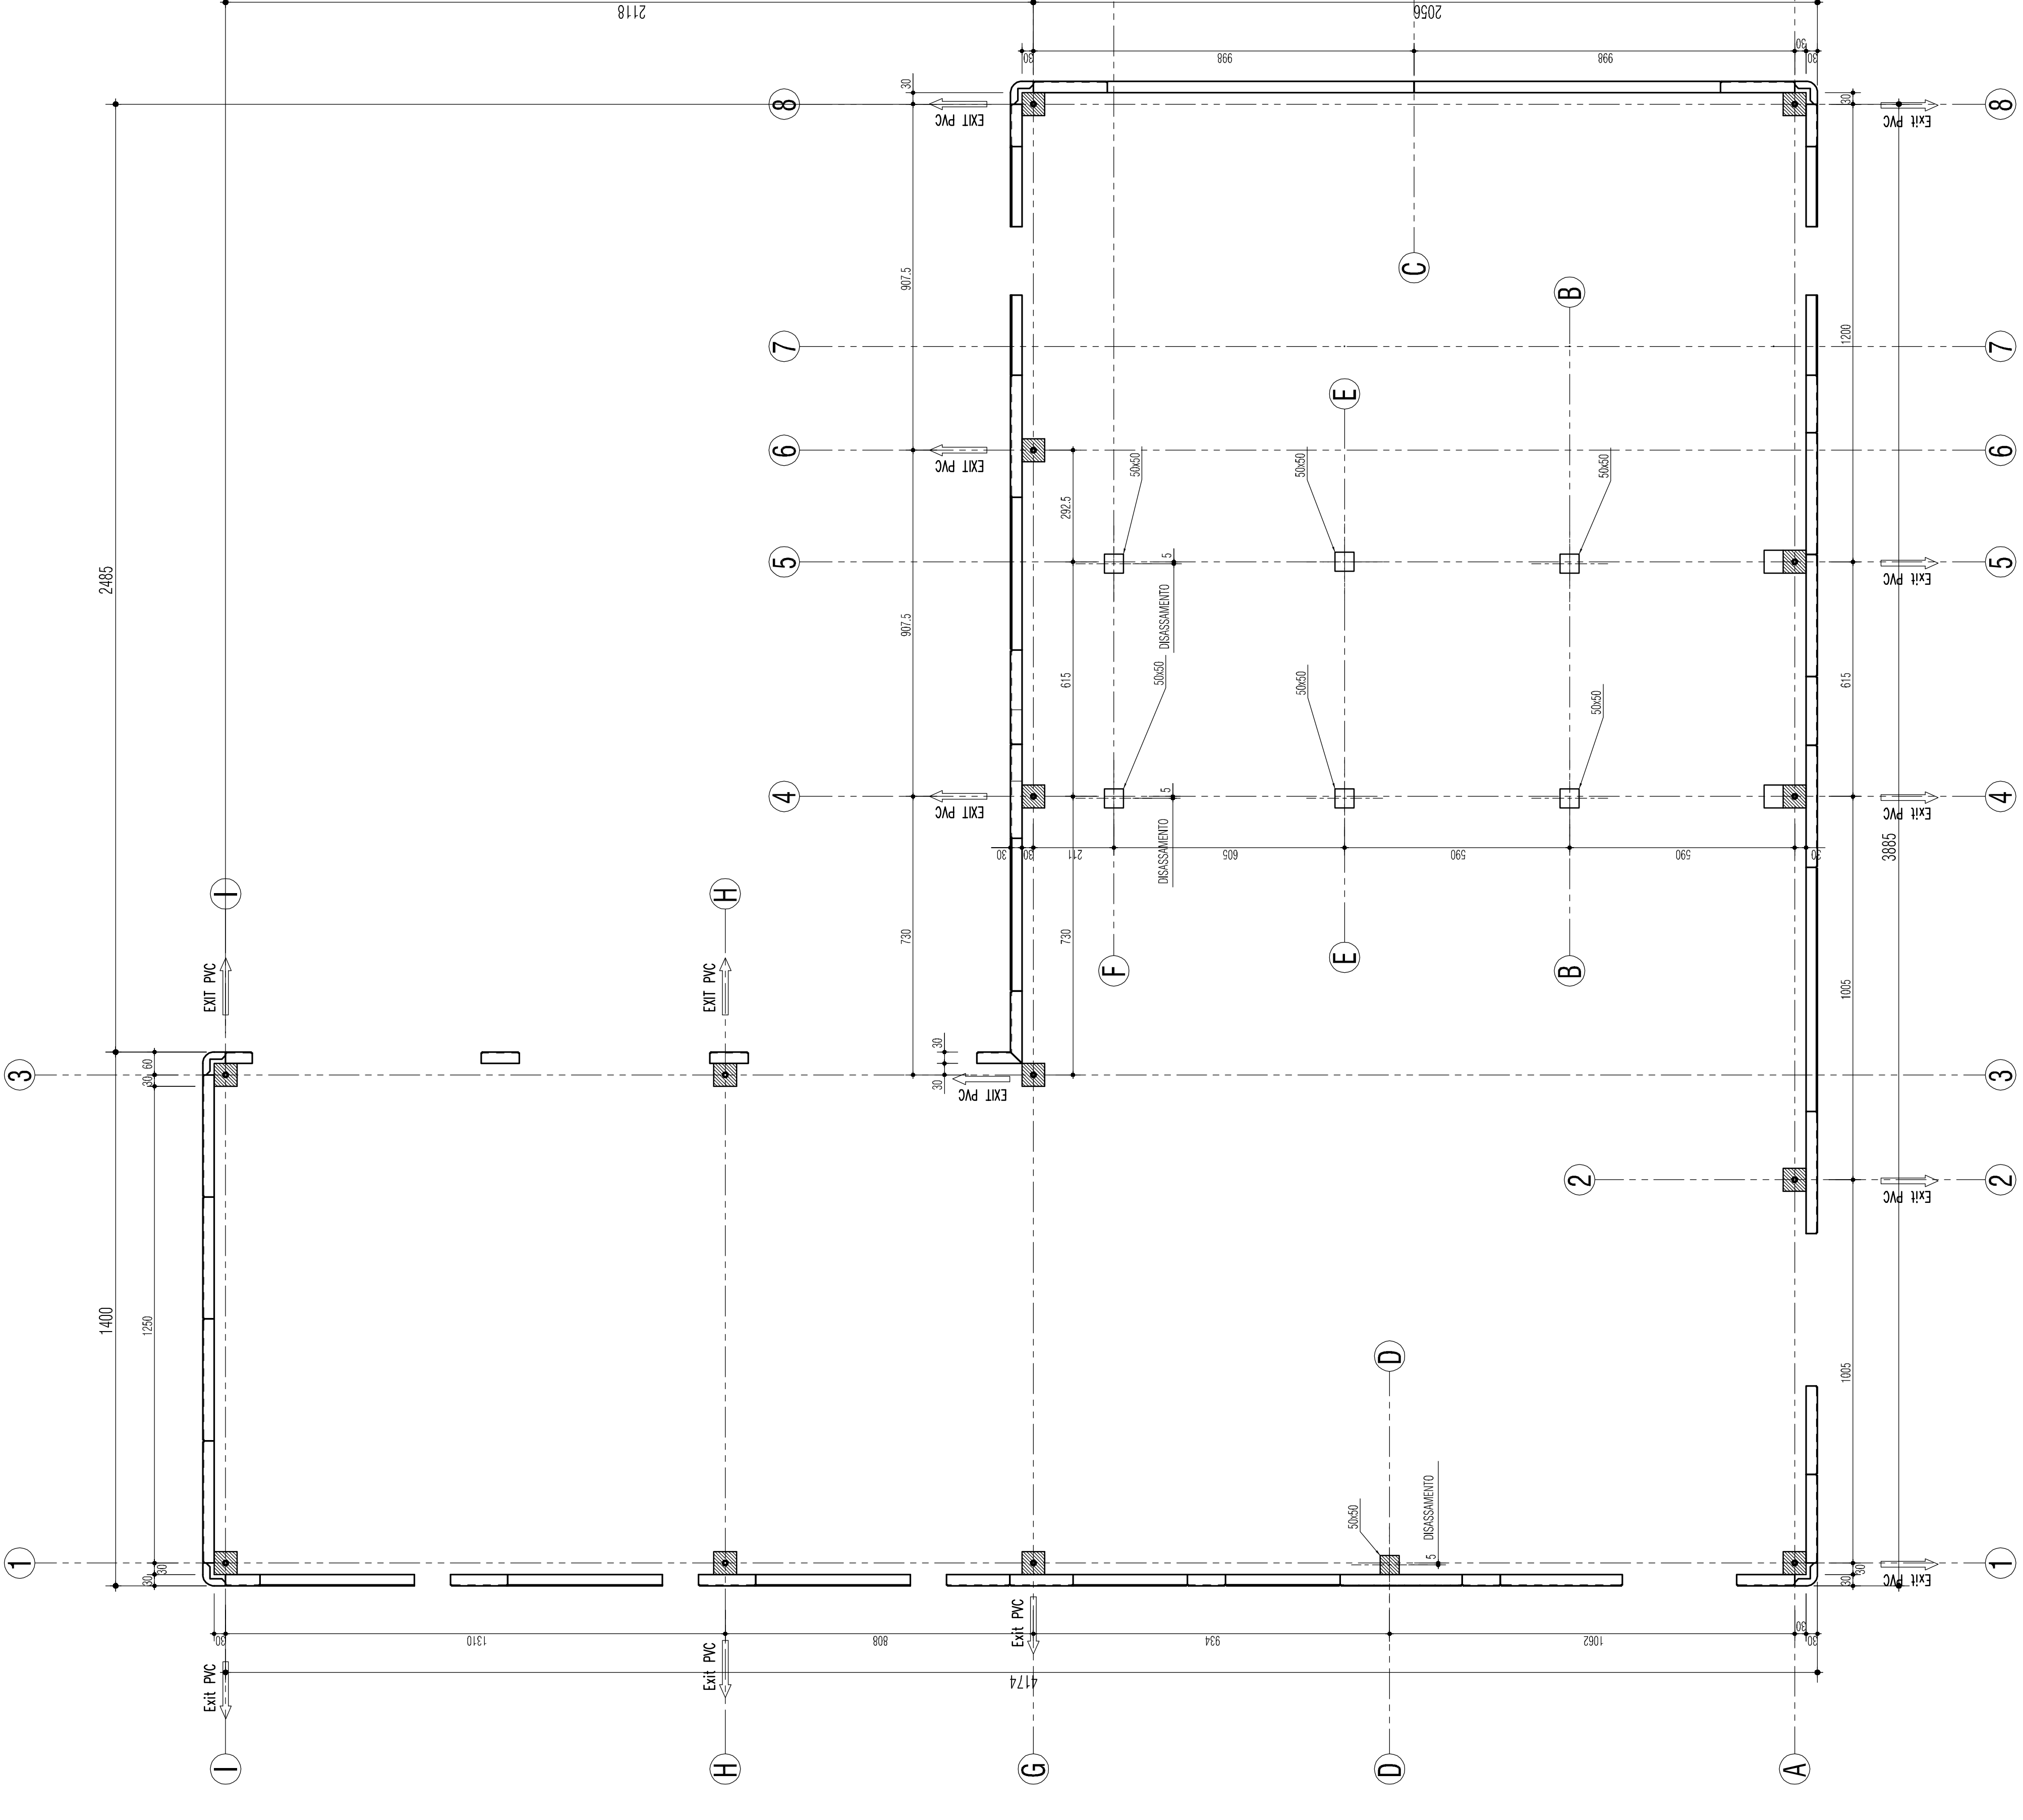 2118
2056
30
998
998
30
30
30
8
EXIT PVC
30
Exit PVC
8
2485
907.5
C
B
7
1200
7
E
6
EXIT PVC
50x50
50x50
50x50
6
292.5
5
5
Exit PVC
5
DISASSAMENTO
907.5
615
50x50
50x50
50x50
615
4
EXIT PVC
5
Exit PVC
4
DISASSAMENTO
30
30
211
605
590
590
30
3885
I
H
730
730
EXIT PVC
EXIT PVC
F
E
B
1005
60
30
30
3
30
EXIT PVC
3
2
Exit PVC
2
1400
1250
D
1005
50x50
DISASSAMENTO
5
1
30
30
30
30
Exit PVC
1
30
1310
808
934
1062
30
30
Exit PVC
Exit PVC
Exit PVC
4174
I
H
G
D
A